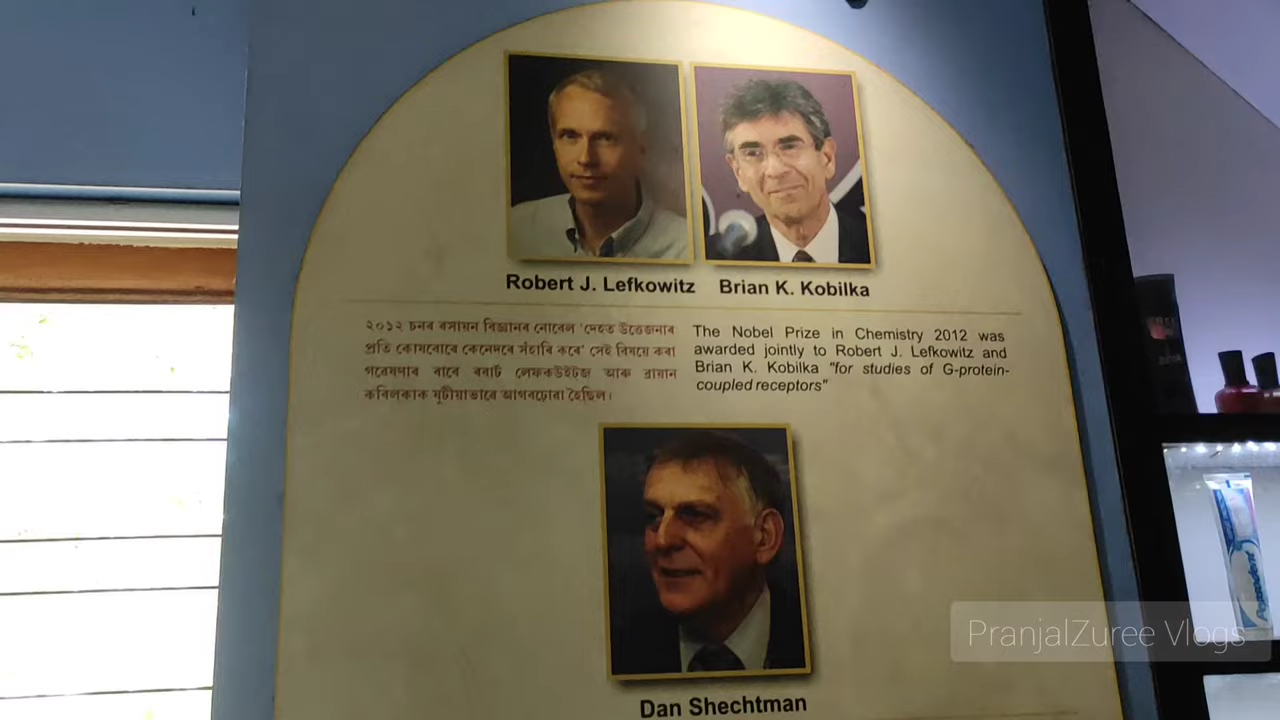 Robert J. Lefkowitz
Brian K. Kobilka
২০১২ চনৰ ৰসায়ন বিজ্ঞানৰ নোবেল 'দেহত উত্তেজনাৰ
প্ৰতি কোষবোৰে কেনেদৰে সঁহাৰি কৰে' সেই বিষয়ে কৰা
গৱেষণাৰ বাবে ৰবাৰ্ট লেফকউইটজ আৰু ব্ৰায়ান
কবিলকাক যুটীয়াভাৱে আগবঢ়োৱা হৈছিল।
The Nobel Prize in Chemistry 2012 was
awarded jointly to Robert J. Lefkowitz and
Brian K. Kobilka "for studies of G-protein-
coupled receptors"
Dan Shechtman
Pepsodent
PranjalZuree Vlogs